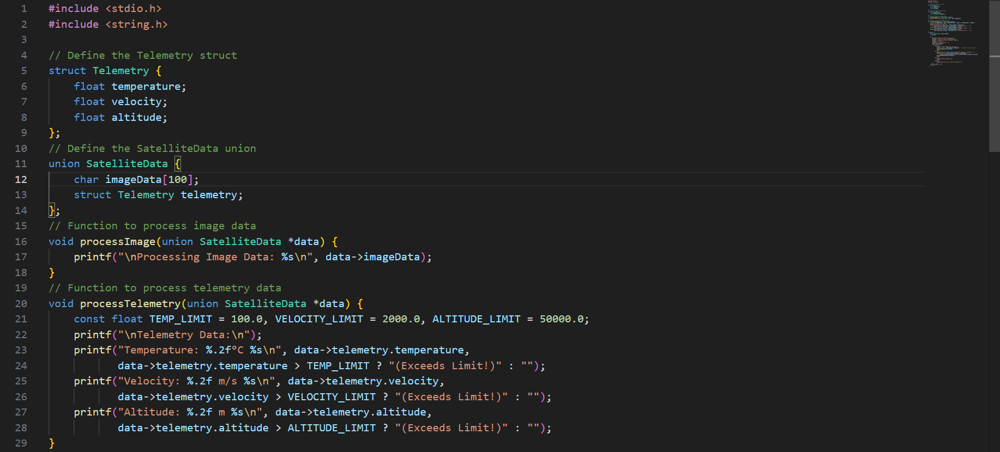 1 #include <stdio.h>
2 #include <string.h>
3
4 // Define the Telemetry struct
5 struct Telemetry {
6     float temperature;
7     float velocity;
8     float altitude;
9 };
10 // Define the SatelliteData union
11 union SatelliteData {
12     char imageData[100];
13     struct Telemetry telemetry;
14 };
15 // Function to process image data
16 void processImage(union SatelliteData *data) {
17     printf("\nProcessing Image Data: %s\n", data->imageData);
18 }
19 // Function to process telemetry data
20 void processTelemetry(union SatelliteData *data) {
21     const float TEMP_LIMIT = 100.0, VELOCITY_LIMIT = 2000.0, ALTITUDE_LIMIT = 50000.0;
22     printf("\nTelemetry Data:\n");
23     printf("Temperature: %.2f°C %s\n", data->telemetry.temperature,
24            data->telemetry.temperature > TEMP_LIMIT ? "(Exceeds Limit!)" : "");
25     printf("Velocity: %.2f m/s %s\n", data->telemetry.velocity,
26            data->telemetry.velocity > VELOCITY_LIMIT ? "(Exceeds Limit!)" : "");
27     printf("Altitude: %.2f m %s\n", data->telemetry.altitude,
28            data->telemetry.altitude > ALTITUDE_LIMIT ? "(Exceeds Limit!)" : "");
29 }